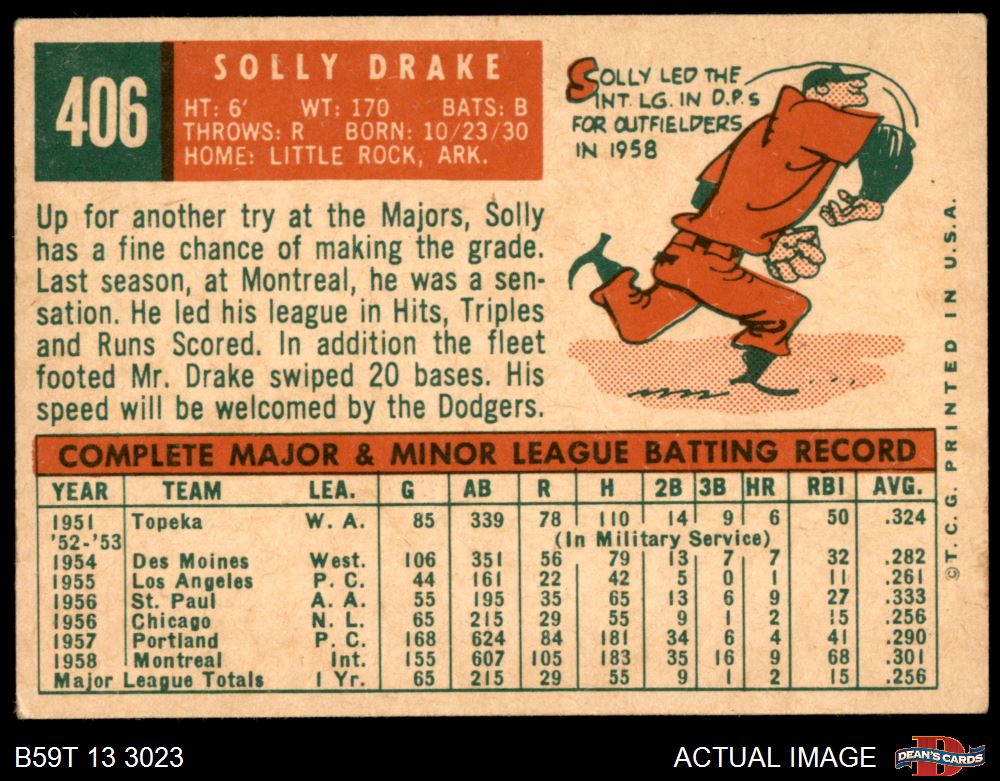 406
SOLLY DRAKE
HT: 6' WT: 170 BATS: B
THROWS: R BORN: 10/23/30
HOME: LITTLE ROCK, ARK.
SOLLY LED THE
INT. LG. IN D.P.s
FOR OUTFIELDERS
IN 1958
Up for another try at the Majors, Solly
has a fine chance of making the grade.
Last season, at Montreal, he was a sen-
sation. He led his league in Hits, Triples
and Runs Scored. In addition the fleet
footed Mr. Drake swiped 20 bases. His
speed will be welcomed by the Dodgers.
COMPLETE MAJOR & MINOR LEAGUE BATTING RECORD
YEAR TEAM LEA. G AB R H 2B 3B HR RBI AVG.
1951 Topeka W. A. 85 339 78 110 14 9 6 50 .324
'52-'53 (In Military Service)
1954 Des Moines West. 106 351 56 79 13 7 7 32 .282
1955 Los Angeles P. C. 44 161 22 42 5 0 1 11 .261
1956 St. Paul A. A. 55 195 35 65 13 6 9 27 .333
1956 Chicago N. L. 65 215 29 55 9 1 2 15 .256
1957 Portland P. C. 168 624 84 181 34 6 4 41 .290
1958 Montreal Int. 155 607 105 183 35 16 9 68 .301
Major League Totals 1 Yr. 65 215 29 55 9 1 2 15 .256
©T. C. G. PRINTED IN U.S.A.
B59T 13 3023
ACTUAL IMAGE
D
DEAN'S CARDS